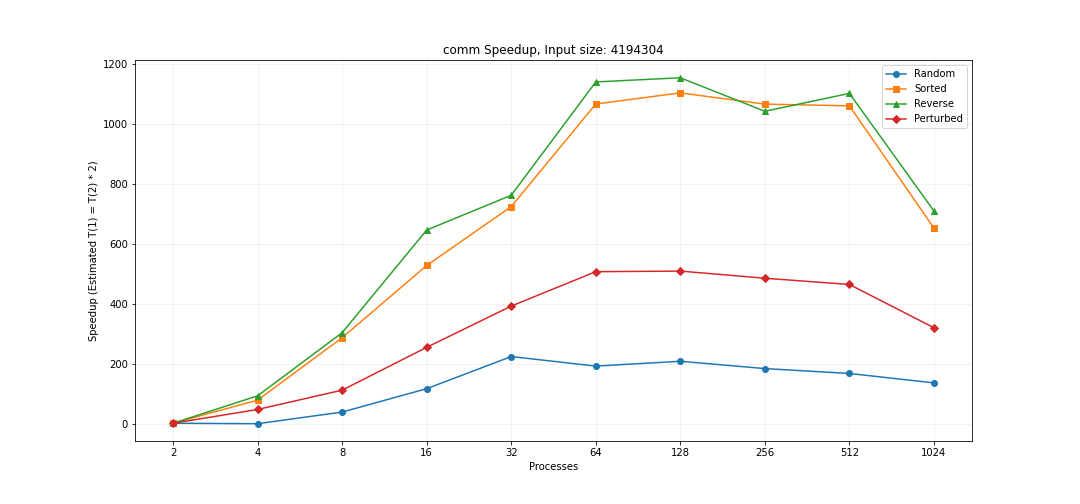 comm Speedup, Input size: 4194304
1200
1000
800
600
400
200
0
Speedup (Estimated T(1) = T(2) * 2)
Random
Sorted
Reverse
Perturbed
2 4 8 16 32 64 128 256 512 1024
Processes